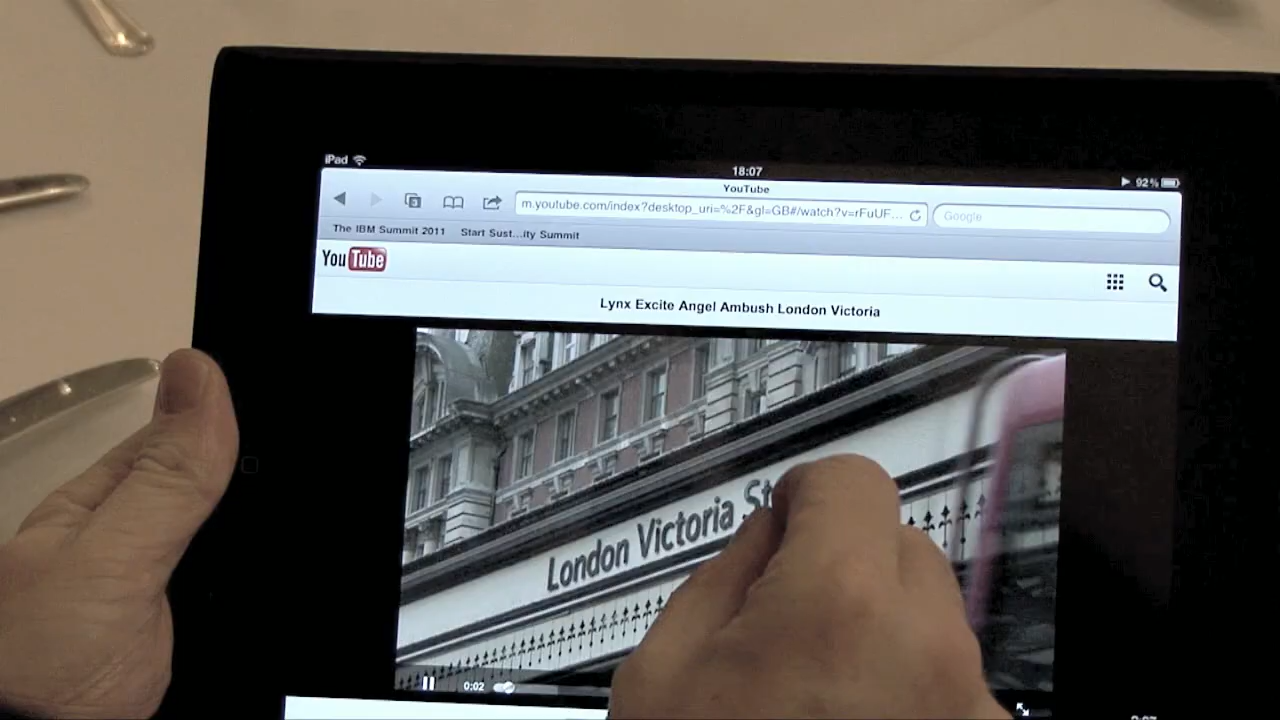 iPad
18:07
92%
YouTube
m.youtube.com/index?desktop_uri=%2F&gl=GB#/watch?v=rFuUF...
Google
The IBM Summit 2011 Start Sust...ity Summit
YouTube
Lynx Excite Angel Ambush London Victoria
London Victoria St
0:02